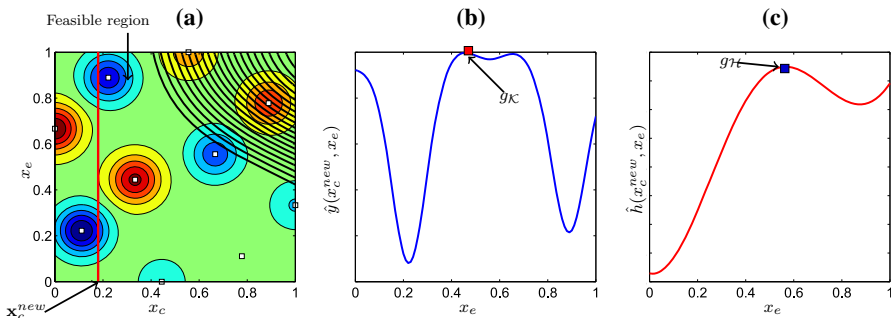 (a) (b) (c)
Feasible region
1
0.8
0.6
0.4
0.2
0
0 0.2 0.4 0.6 0.8 1
x_e
x_c
x_c^{new}
g_𝒦
ŷ(x_c^{new}, x_e)
0 0.2 0.4 0.6 0.8 1
x_e
g_ℋ
ĥ(x_c^{new}, x_e)
0 0.2 0.4 0.6 0.8 1
x_e